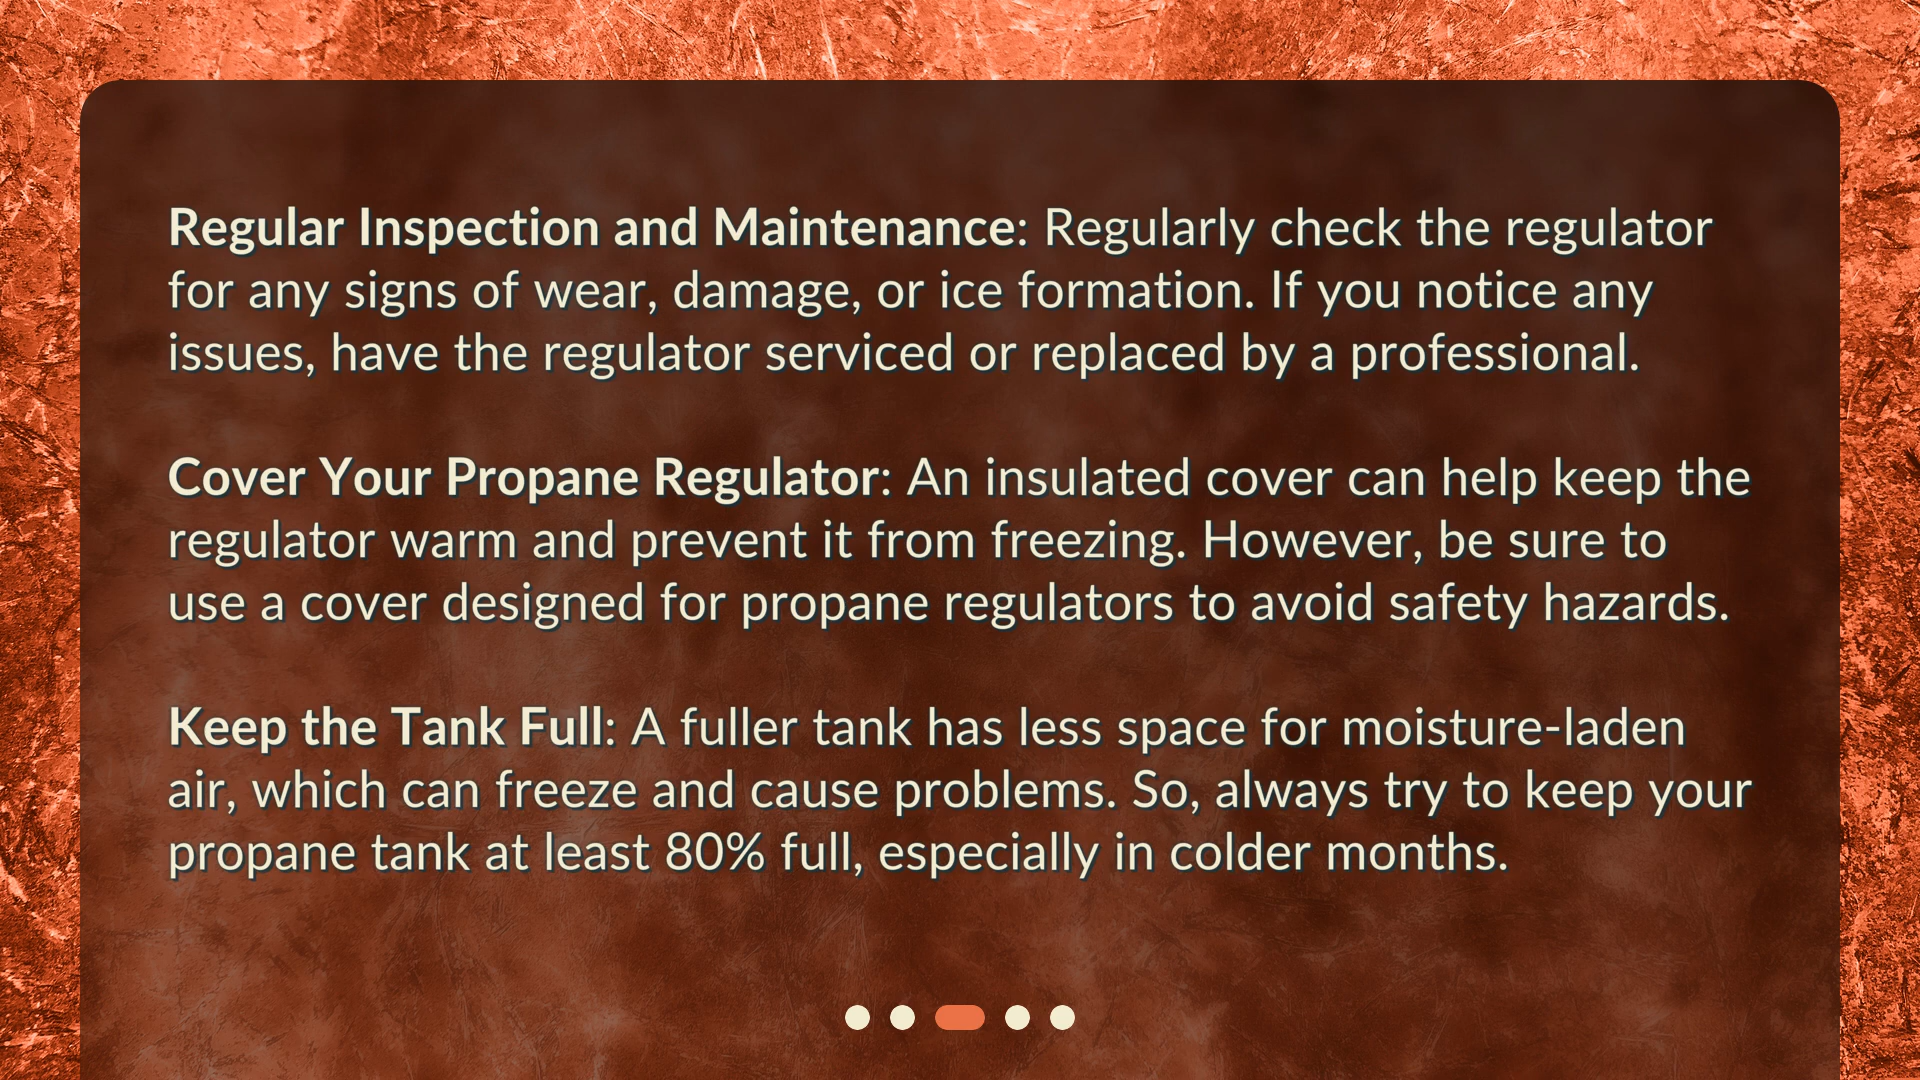 Regular Inspection and Maintenance: Regularly check the regulator
for any signs of wear, damage, or ice formation. If you notice any
issues, have the regulator serviced or replaced by a professional.
Cover Your Propane Regulator: An insulated cover can help keep the
regulator warm and prevent it from freezing. However, be sure to
use a cover designed for propane regulators to avoid safety hazards.
Keep the Tank Full: A fuller tank has less space for moisture-laden
air, which can freeze and cause problems. So, always try to keep your
propane tank at least 80% full, especially in colder months.